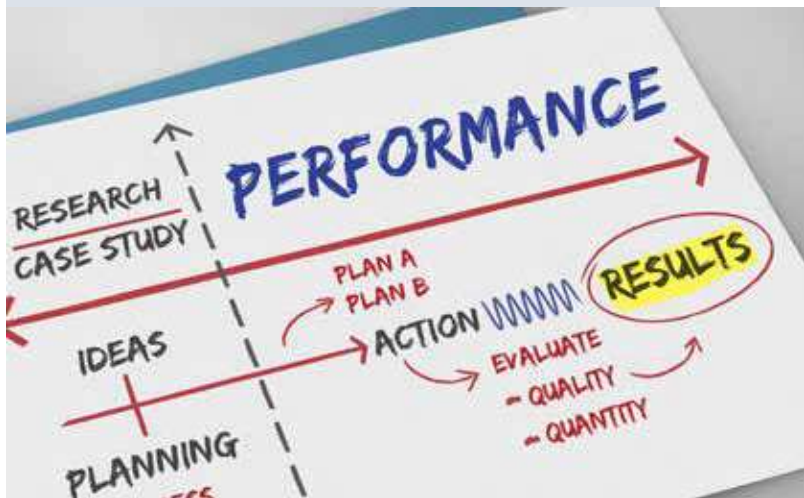 PERFORMANCE
RESEARCH
CASE STUDY
PLAN A
PLAN B
IDEAS
ACTION
RESULTS
EVALUATE
- QUALITY
- QUANTITY
PLANNING